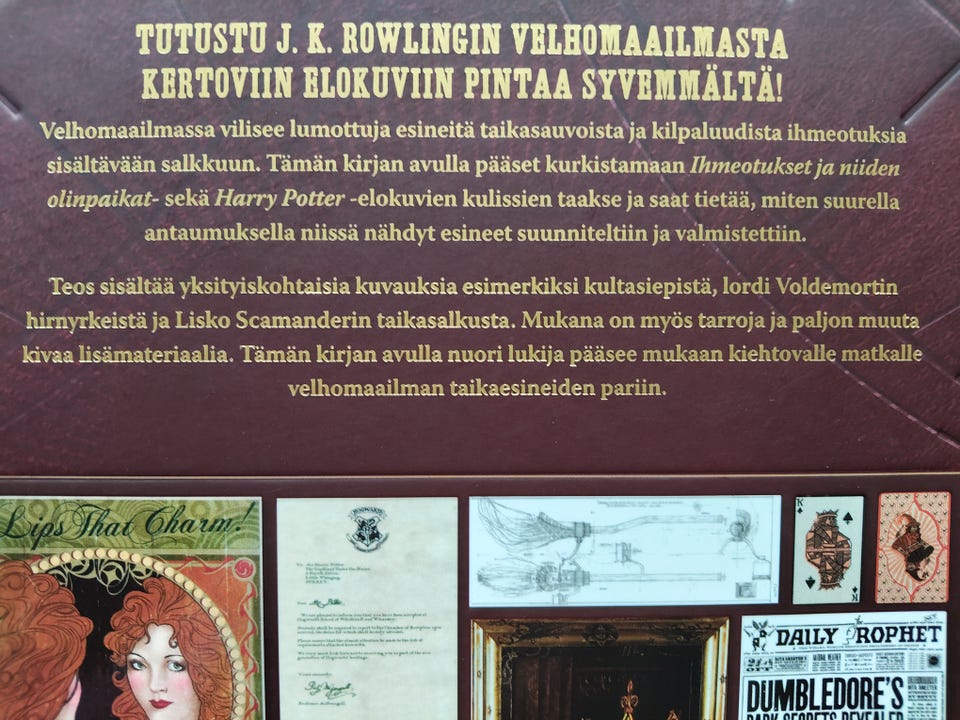 TUTUSTU J. K. ROWLINGIN VELHOMAAILMASTA
KERTOVIIN ELOKUVIIN PINTAA SYVEMMÄLTÄ!
Velhomaailmassa vilisee lumottuja esineitä taikasauvoista ja kilpaluudista ihmeotuksia
sisältävään salkkuun. Tämän kirjan avulla pääset kurkistamaan Ihmeotukset ja niiden
olinpaikat- sekä Harry Potter -elokuvien kulissien taakse ja saat tietää, miten suurella
antaumuksella niissä nähdyt esineet suunniteltiin ja valmistettiin.
Teos sisältää yksityiskohtaisia kuvauksia esimerkiksi kultasiepistä, lordi Voldemortin
hirnyrkeistä ja Lisko Scamanderin taikasalkusta. Mukana on myös tarroja ja paljon muuta
kivaa lisämateriaalia. Tämän kirjan avulla nuori lukija pääsee mukaan kiehtovalle matkalle
velhomaailman taikaesineiden pariin.
Lips That Charm!
HOGWARTS
K
K
DAILY PROPHET
DUMBLEDORE'S
DARK SECRETS REVEALED